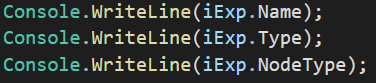 Console.WriteLine(iExp.Name);
Console.WriteLine(iExp.Type);
Console.WriteLine(iExp.NodeType);